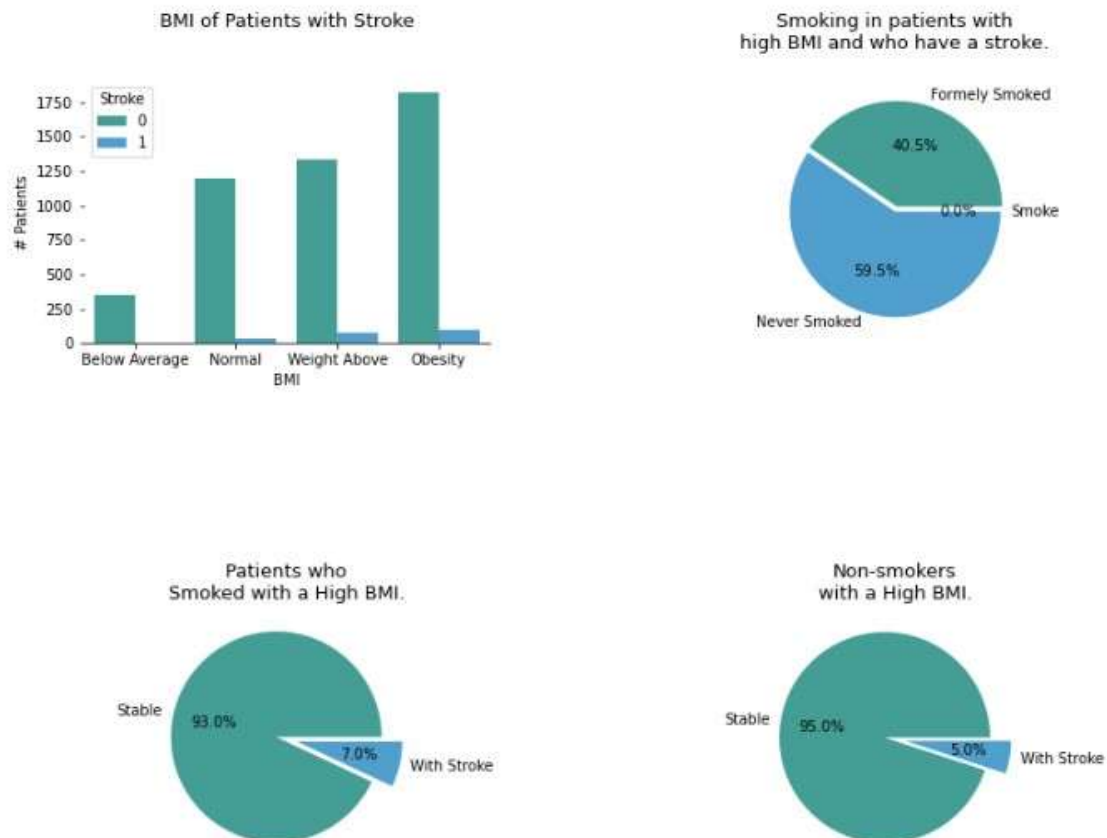 BMI of Patients with Stroke
Stroke
0
1
1750
1500
1250
1000
750
500
250
0
# Patients
Below Average
Normal
Weight Above
Obesity
BMI
Smoking in patients with
high BMI and who have a stroke.
Formely Smoked
40.5%
0.0%
Smoke
59.5%
Never Smoked
Patients who
Smoked with a High BMI.
Stable
93.0%
7.0%
With Stroke
Non-smokers
with a High BMI.
Stable
95.0%
5.0%
With Stroke